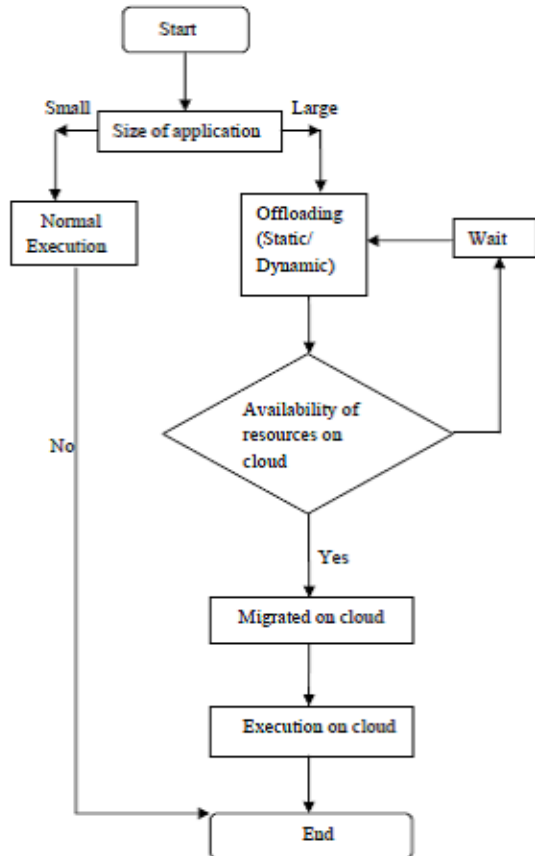 Start
Small
Large
Size of application
Normal
Execution
Offloading
(Static/
Dynamic)
Wait
Availability of
resources on
cloud
No
Yes
Migrated on cloud
Execution on cloud
End